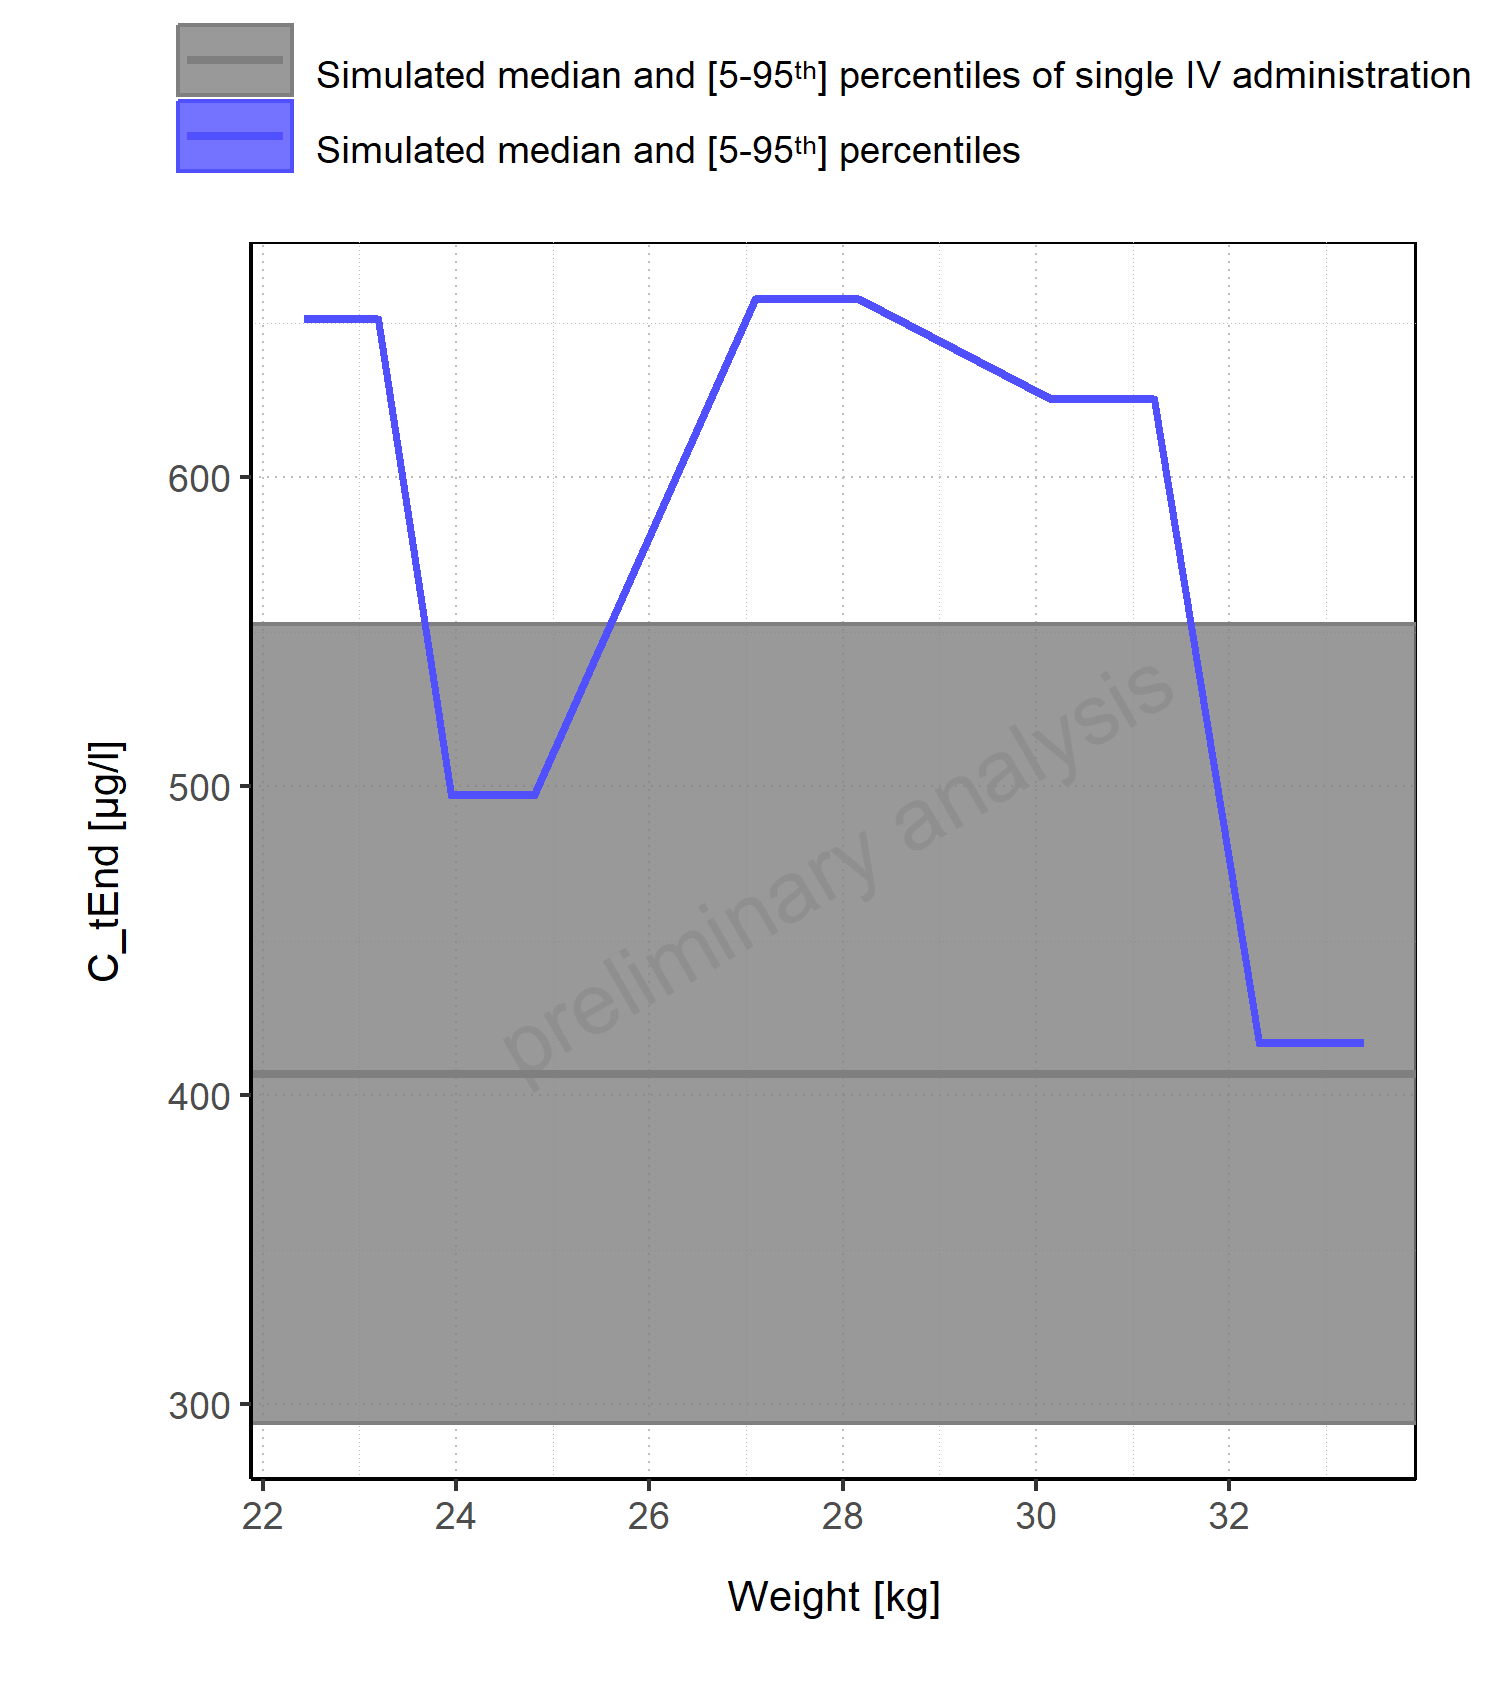 Simulated median and [5-95th] percentiles of single IV administration
Simulated median and [5-95th] percentiles
600
500
400
300
C_tEnd [µg/l]
preliminary analysis
22 24 26 28 30 32
Weight [kg]